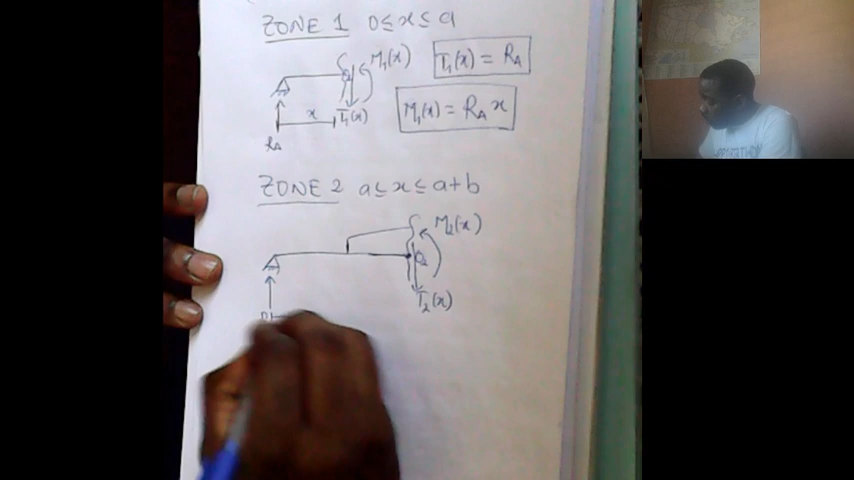 ZONE 1 0≤x≤a
M₁(x)
T₁(x) = R_A
x
T₁(x)
M₁(x) = R_A x
R_A
ZONE 2 a≤x≤a+b
M₂(x)
T₂(x)